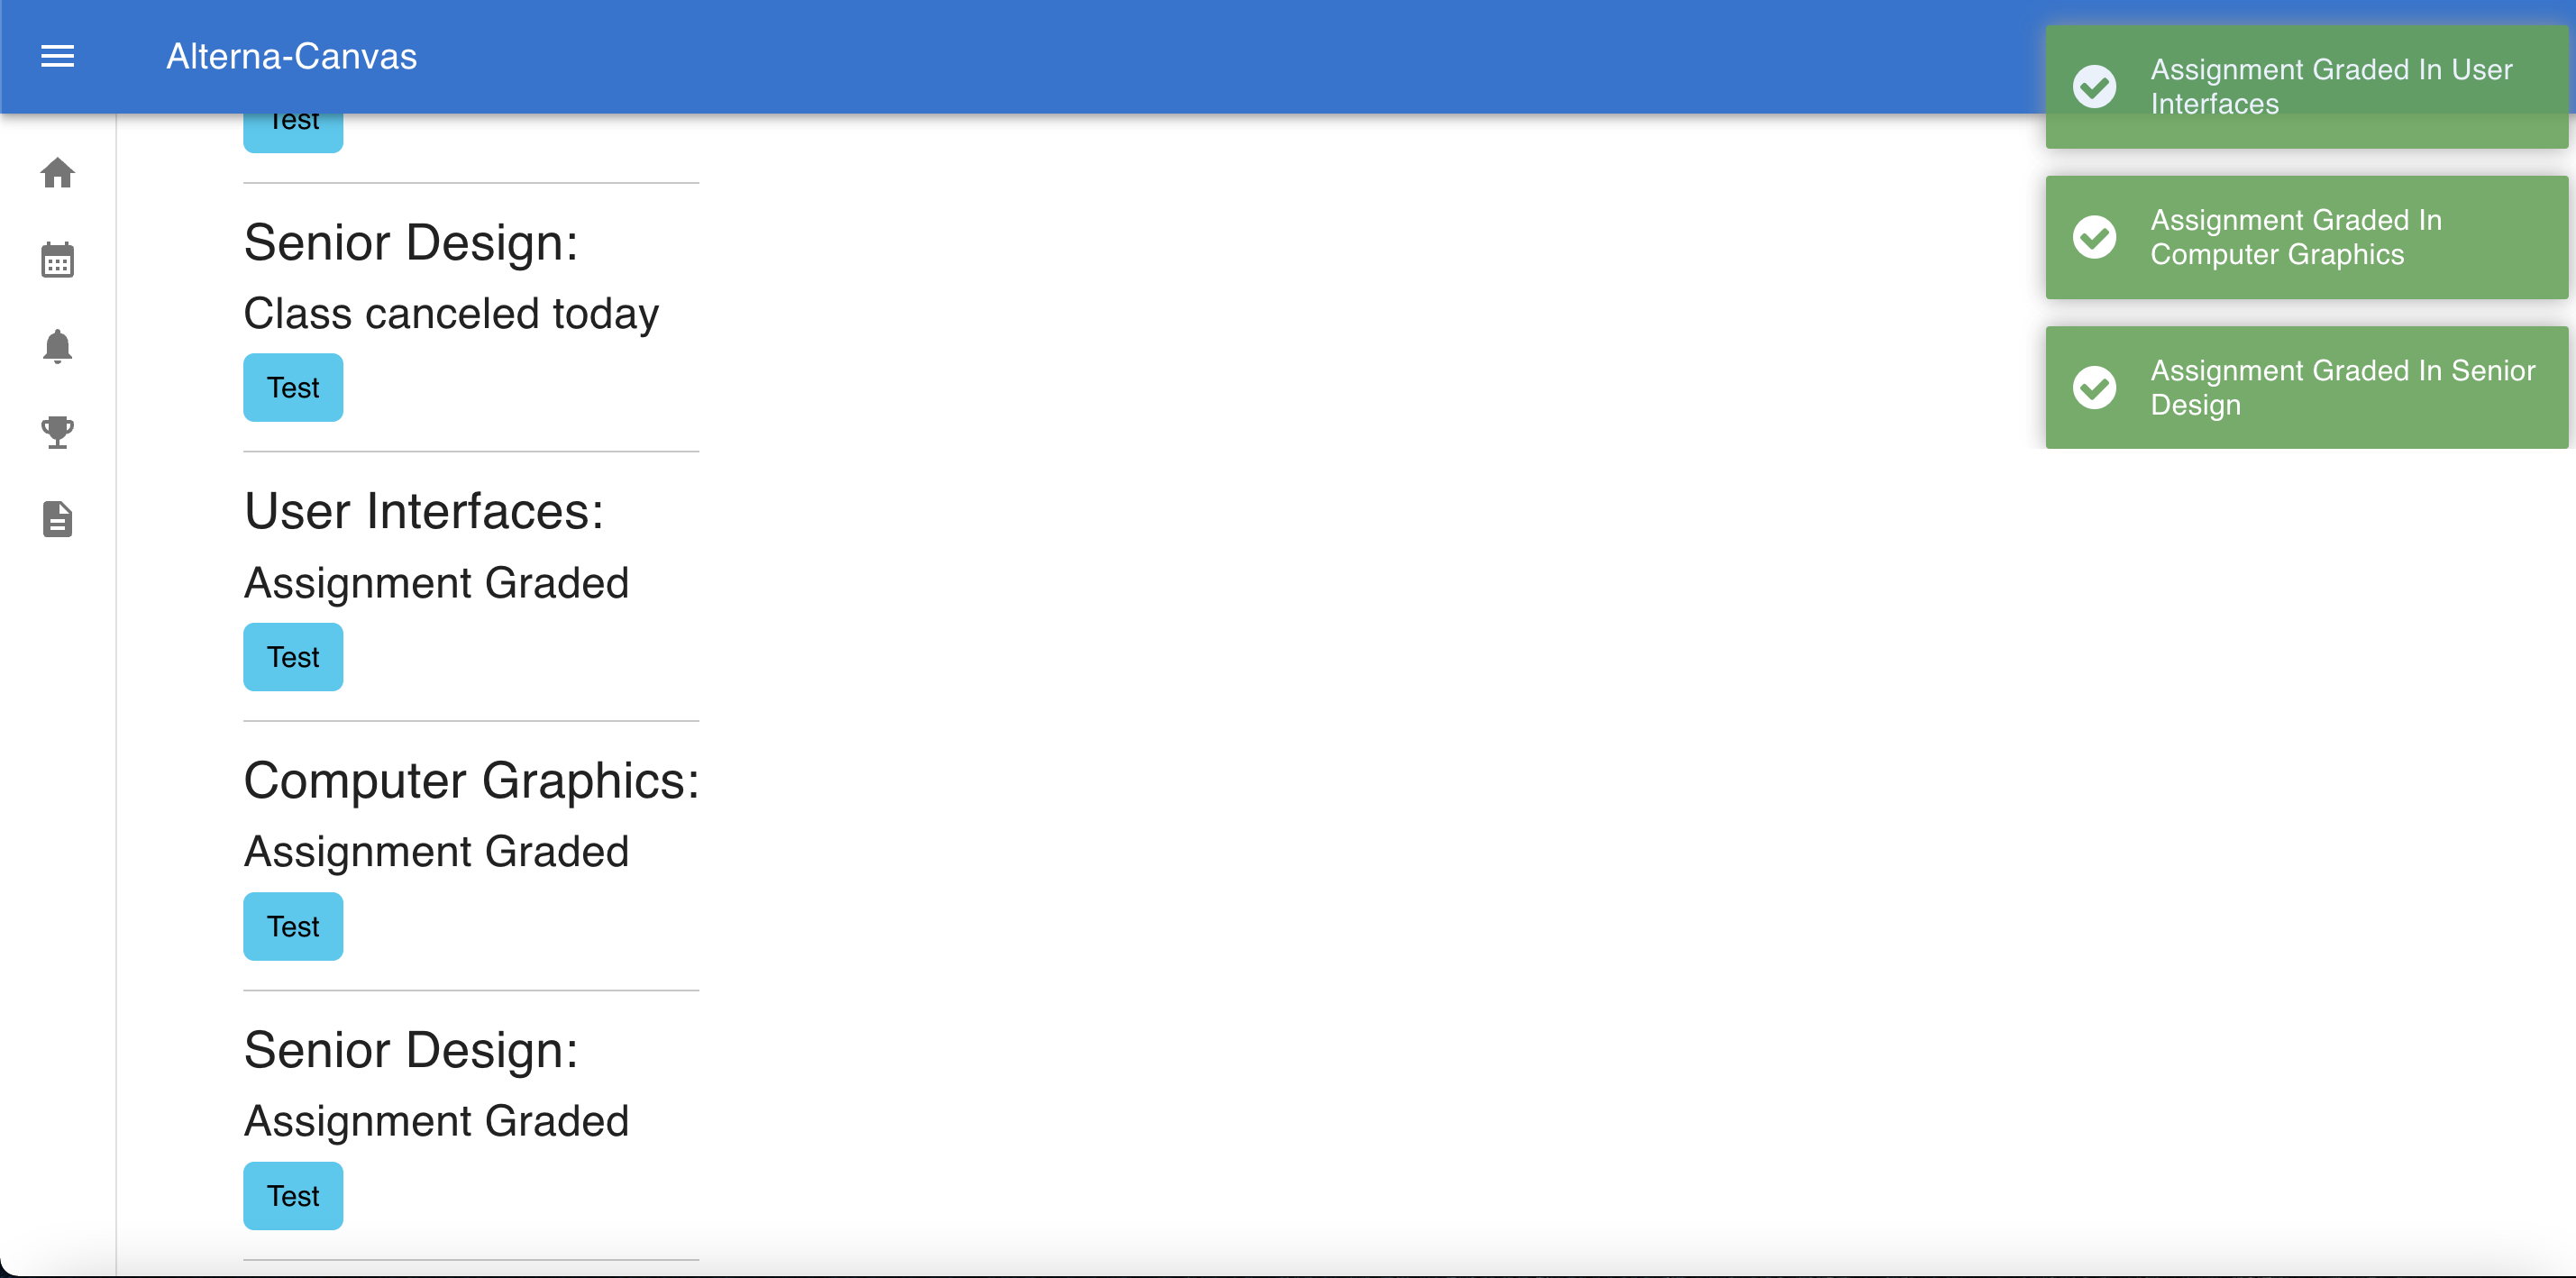 Alterna-Canvas
Test
Senior Design:
Class canceled today
Test
User Interfaces:
Assignment Graded
Test
Computer Graphics:
Assignment Graded
Test
Senior Design:
Assignment Graded
Test
Assignment Graded In User
Interfaces
Assignment Graded In
Computer Graphics
Assignment Graded In Senior
Design